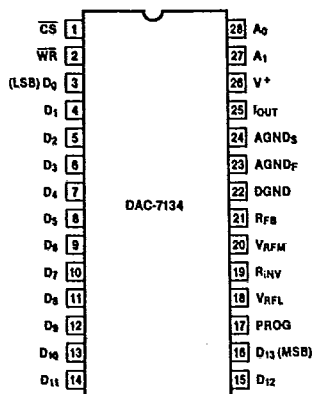 C̅S̅ 1 28 A₀
W̅R̅ 2 27 A₁
(LSB) D₀ 3 26 V⁺
D₁ 4 25 IOUT
D₂ 5 24 AGNDS
D₃ 6 23 AGNDF
D₄ 7 22 DGND
DAC-7134
D₅ 8 21 RFB
D₆ 9 20 VRFM
D₇ 10 19 RINV
D₈ 11 18 VRFL
D₉ 12 17 PROG
D₁₀ 13 16 D₁₃ (MSB)
D₁₁ 14 15 D₁₂